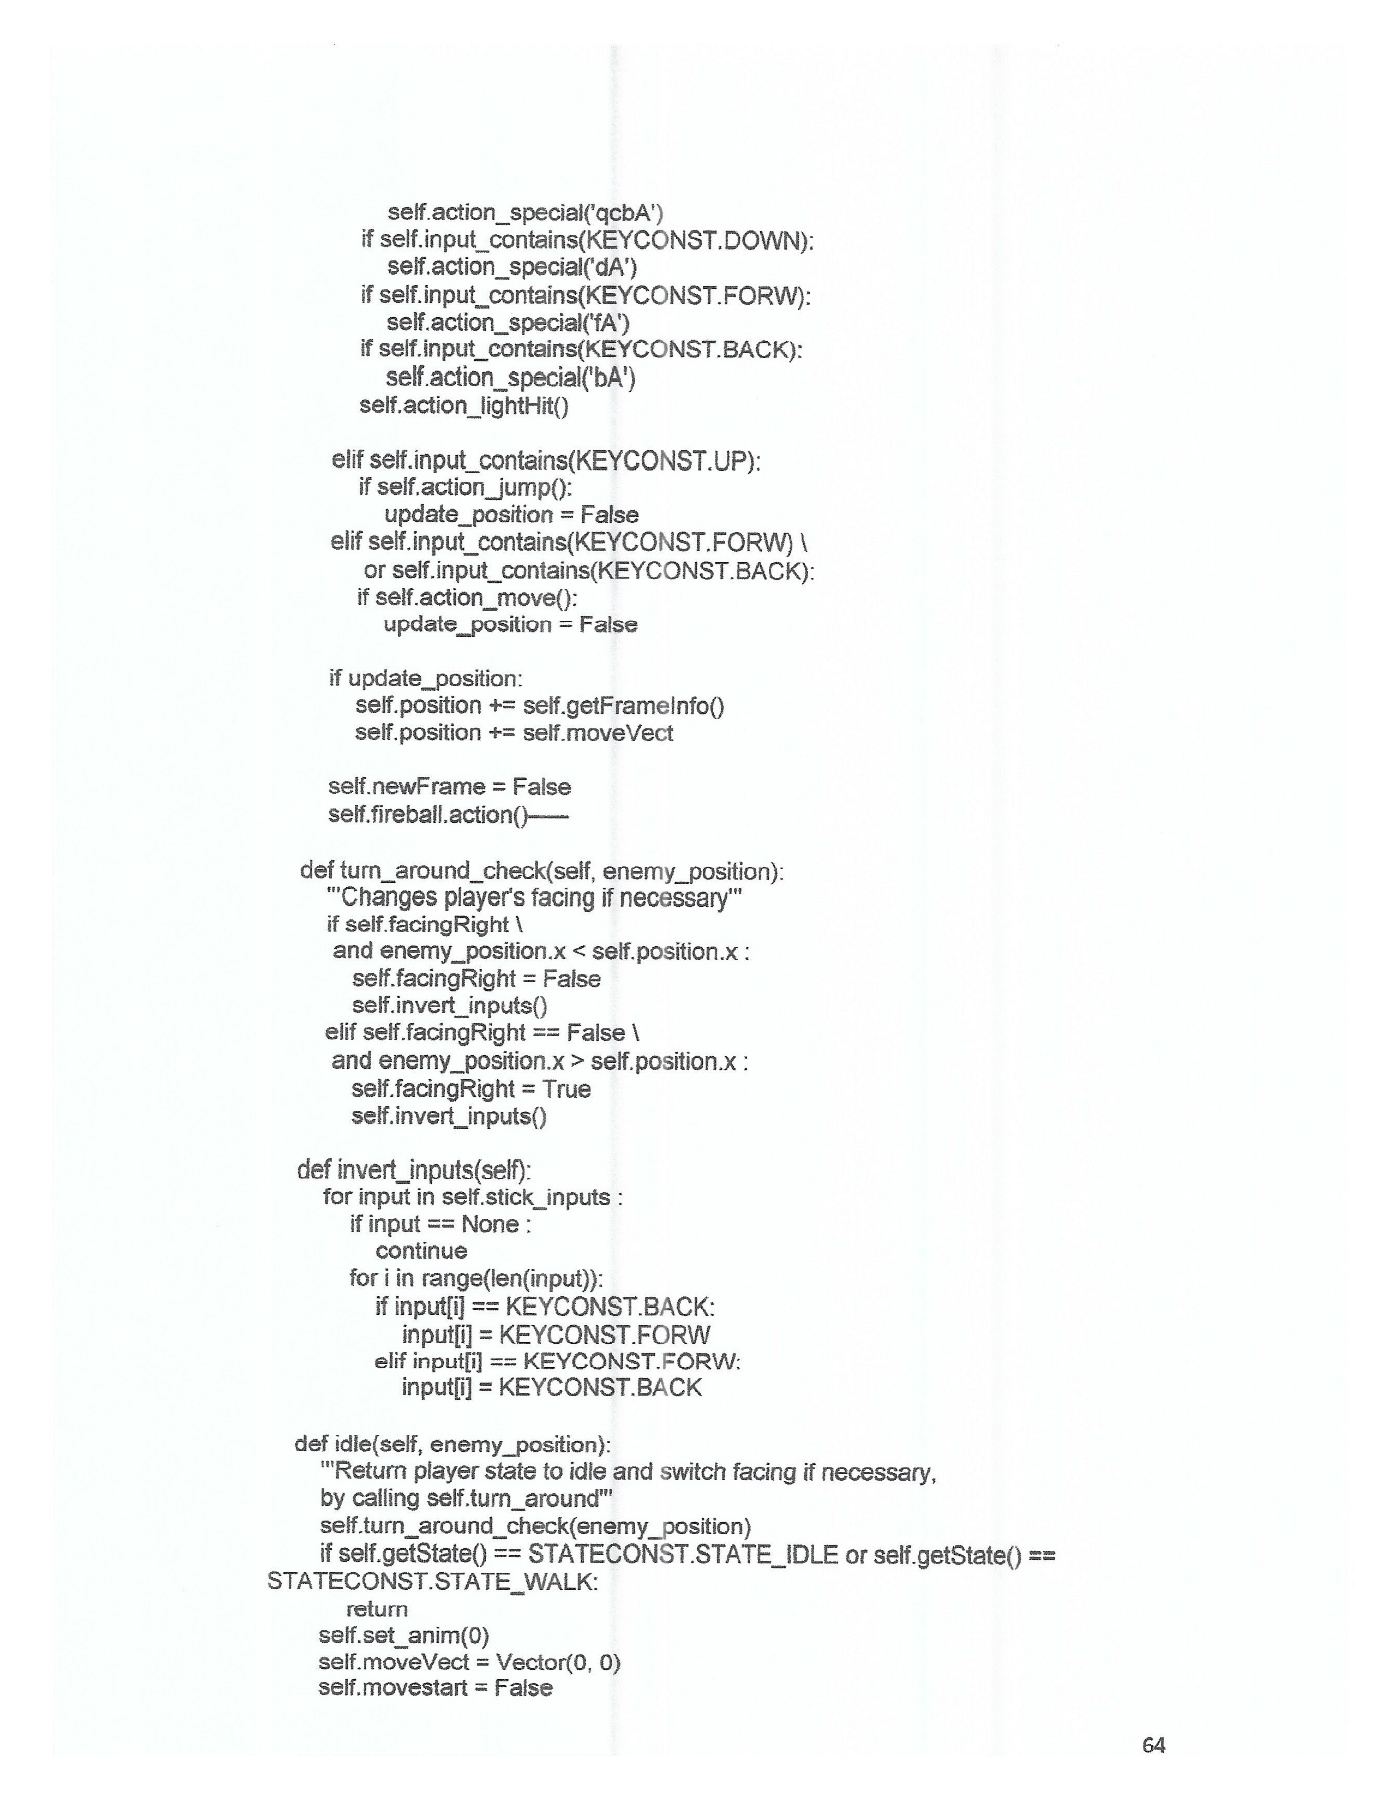 self.action_special('qcbA')
if self.input_contains(KEYCONST.DOWN):
self.action_special('dA')
if self.input_contains(KEYCONST.FORW):
self.action_special('fA')
if self.input_contains(KEYCONST.BACK):
self.action_special('bA')
self.action_lightHit()
elif self.input_contains(KEYCONST.UP):
if self.action_jump():
update_position = False
elif self.input_contains(KEYCONST.FORW) \
or self.input_contains(KEYCONST.BACK):
if self.action_move():
update_position = False
if update_position:
self.position += self.getFrameInfo()
self.position += self.moveVect
self.newFrame = False
self.fireball.action()——
def turn_around_check(self, enemy_position):
'''Changes player's facing if necessary'''
if self.facingRight \
and enemy_position.x < self.position.x :
self.facingRight = False
self.invert_inputs()
elif self.facingRight == False \
and enemy_position.x > self.position.x :
self.facingRight = True
self.invert_inputs()
def invert_inputs(self):
for input in self.stick_inputs :
if input == None :
continue
for i in range(len(input)):
if input[i] == KEYCONST.BACK:
input[i] = KEYCONST.FORW
elif input[i] == KEYCONST.FORW:
input[i] = KEYCONST.BACK
def idle(self, enemy_position):
'''Return player state to idle and switch facing if necessary,
by calling self.turn_around'''
self.turn_around_check(enemy_position)
if self.getState() == STATECONST.STATE_IDLE or self.getState() ==
STATECONST.STATE_WALK:
return
self.set_anim(0)
self.moveVect = Vector(0, 0)
self.movestart = False
64